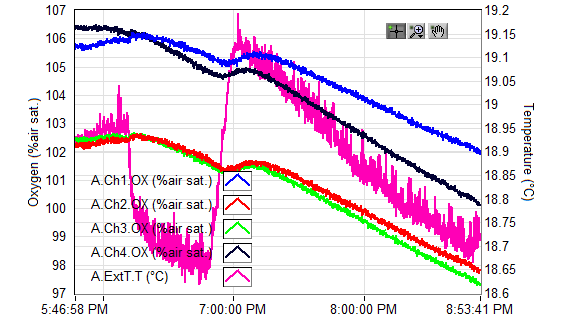 107
106
105
104
103
102
101
100
99
98
97
Oxygen (%air sat.)
19.2
19.15
19.1
19.05
19
18.95
18.9
18.85
18.8
18.75
18.7
18.65
18.6
Temperature (°C)
A.Ch1.OX (%air sat.)
A.Ch2.OX (%air sat.)
A.Ch3.OX (%air sat.)
A.Ch4.OX (%air sat.)
A.ExtT.T (°C)
5:46:58 PM
7:00:00 PM
8:00:00 PM
8:53:41 PM